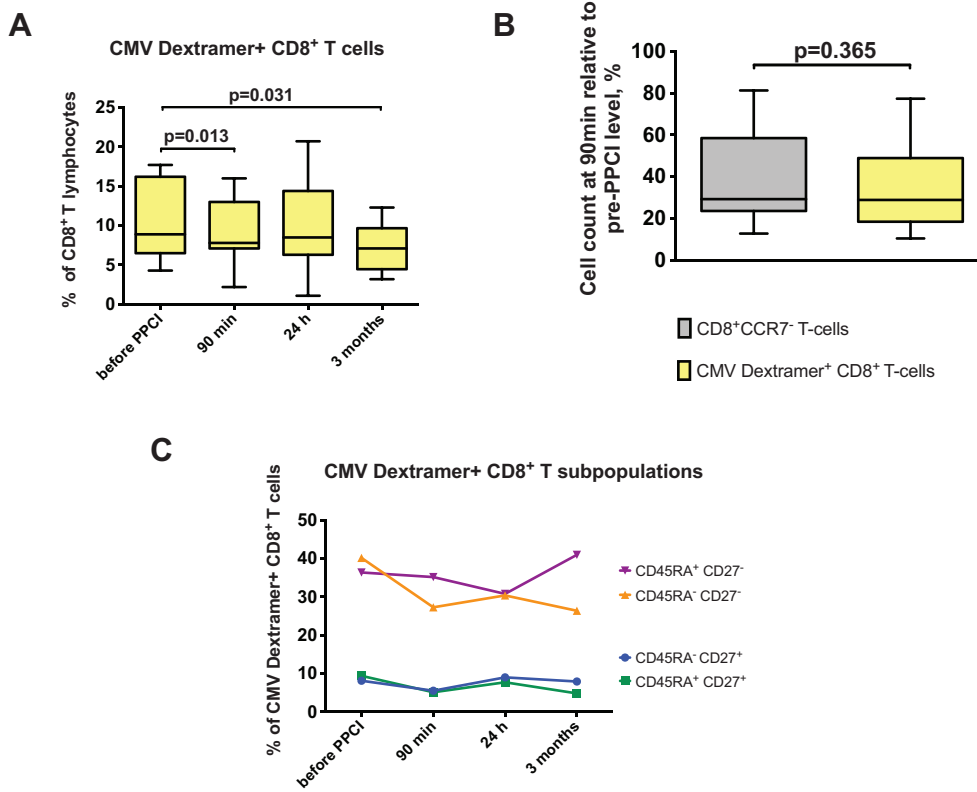 A
CMV Dextramer+ CD8⁺ T cells
% of CD8⁺ T lymphocytes
p=0.031
p=0.013
25
20
15
10
5
0
before PPCI
90 min
24 h
3 months
B
Cell count at 90min relative to
pre-PPCI level, %
p=0.365
100
80
60
40
20
0
CD8⁺CCR7⁻ T-cells
CMV Dextramer⁺ CD8⁺ T-cells
C
CMV Dextramer+ CD8⁺ T subpopulations
% of CMV Dextramer+ CD8⁺ T cells
50
40
30
20
10
0
before PPCI
90 min
24 h
3 months
CD45RA⁺ CD27⁻
CD45RA⁻ CD27⁻
CD45RA⁻ CD27⁺
CD45RA⁺ CD27⁺